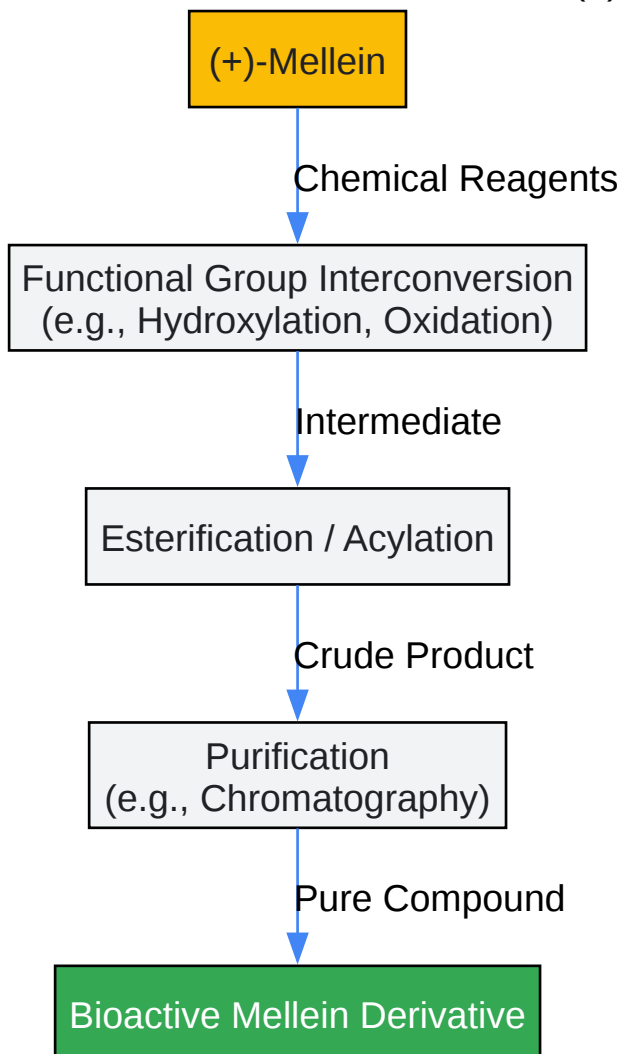 (+)-Mellein
Chemical Reagents
Functional Group Interconversion
(e.g., Hydroxylation, Oxidation)
Intermediate
Esterification / Acylation
Crude Product
Purification
(e.g., Chromatography)
Pure Compound
Bioactive Mellein Derivative